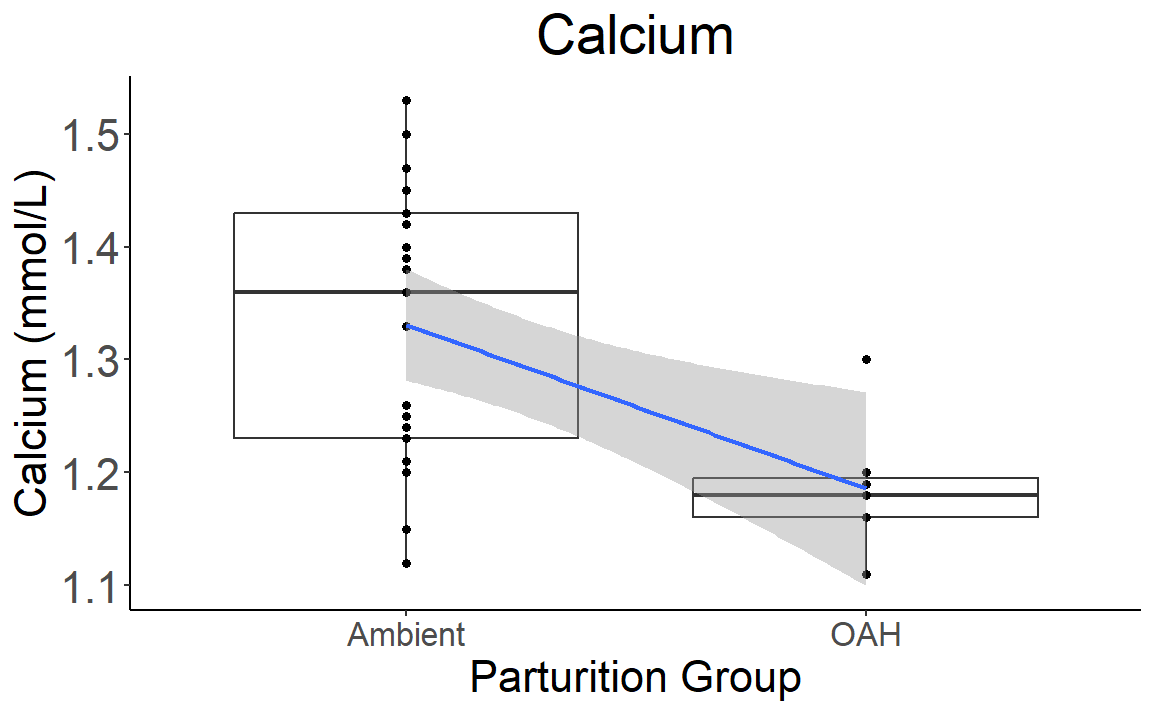 Calcium
Calcium (mmol/L)
1.5
1.4
1.3
1.2
1.1
Ambient OAH
Parturition Group